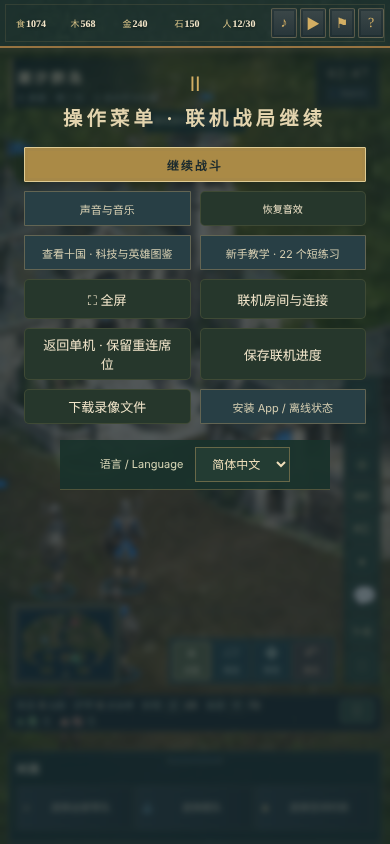 食1074 木568 金240 石150 人12/30 ♪ ▶ ⚑ ?
操作菜单 · 联机战局继续
继续战斗
声音与音乐 恢复音效
查看十国 · 科技与英雄图鉴 新手教学 · 22 个短练习
⛶ 全屏 联机房间与连接
返回单机 · 保留重连席
位
保存联机进度
下载录像文件 安装 App / 离线状态
语言 / Language 简体中文